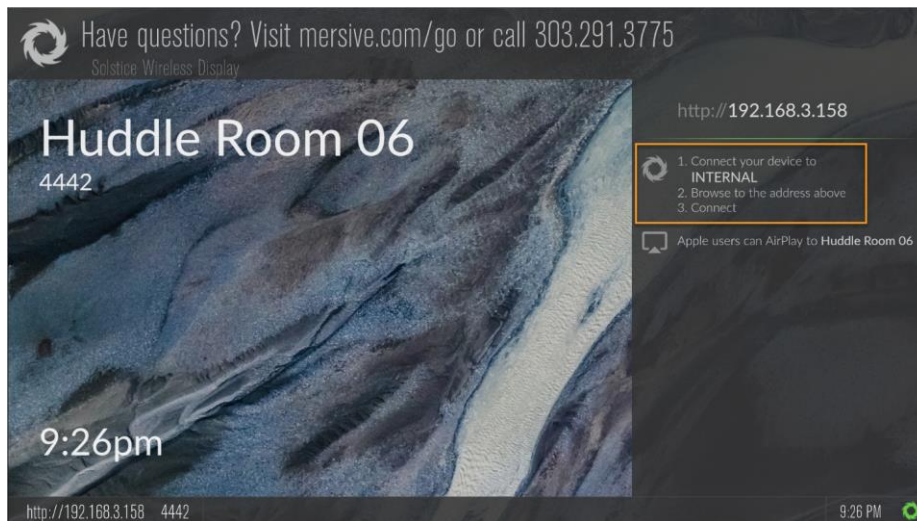 Have questions? Visit mersive.com/go or call 303.291.3775
Solstice Wireless Display
Huddle Room 06
4442
9:26pm
http://192.168.3.158
1. Connect your device to
INTERNAL
2. Browse to the address above
3. Connect
Apple users can AirPlay to Huddle Room 06
http://192.168.3.158 4442
9:26 PM